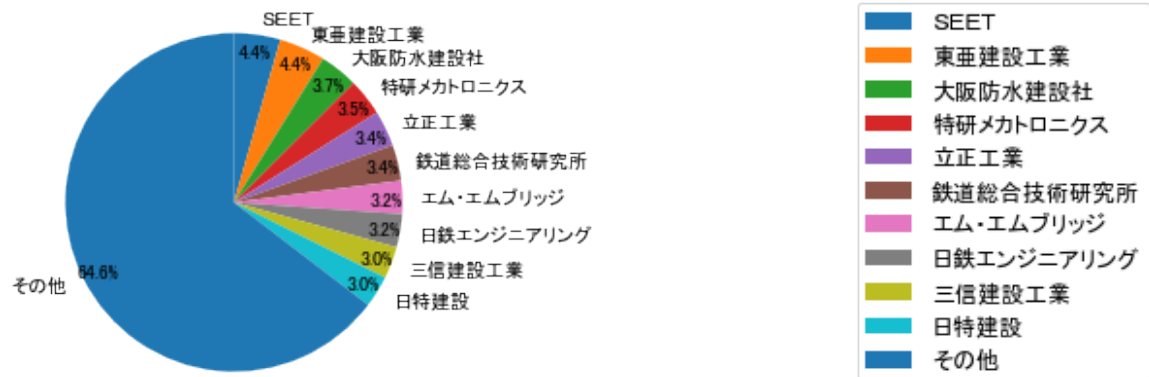 SEET
4.4%
東亜建設工業
4.4%
大阪防水建設社
3.7%
特研メカトロニクス
3.5%
立正工業
3.4%
鉄道総合技術研究所
3.4%
エム・エムブリッジ
3.2%
日鉄エンジニアリング
3.2%
三信建設工業
3.0%
日特建設
3.0%
その他
64.6%
SEET
東亜建設工業
大阪防水建設社
特研メカトロニクス
立正工業
鉄道総合技術研究所
エム・エムブリッジ
日鉄エンジニアリング
三信建設工業
日特建設
その他